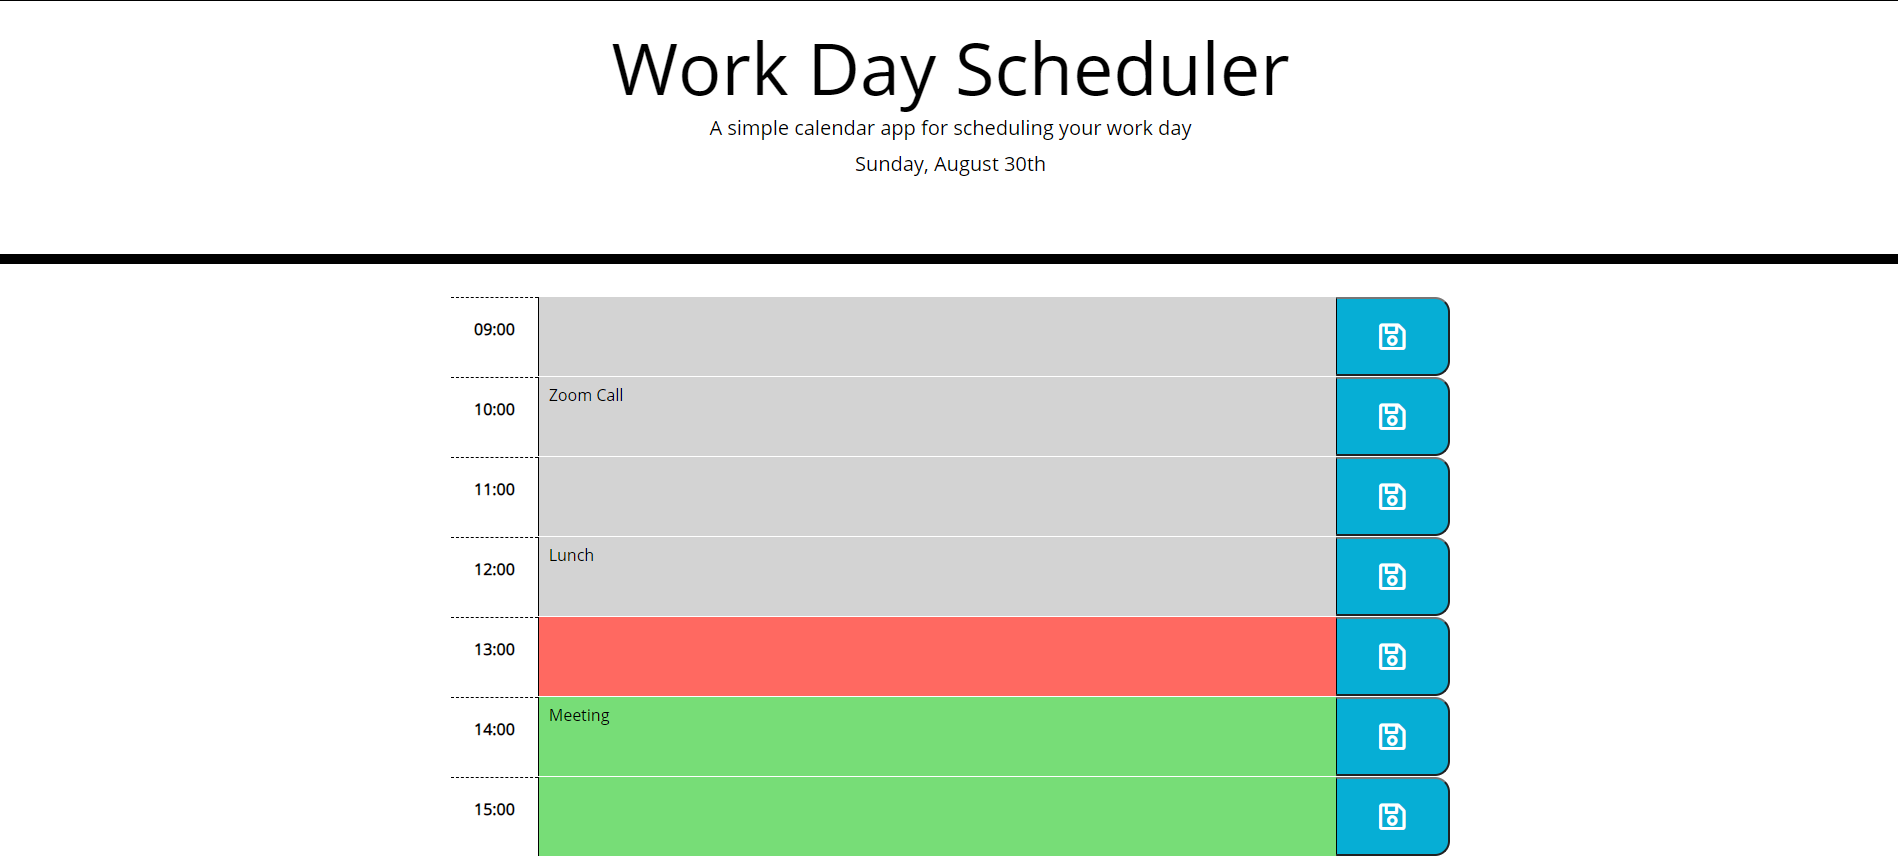 Work Day Scheduler
A simple calendar app for scheduling your work day
Sunday, August 30th
09:00
10:00 Zoom Call
11:00
12:00 Lunch
13:00
14:00 Meeting
15:00